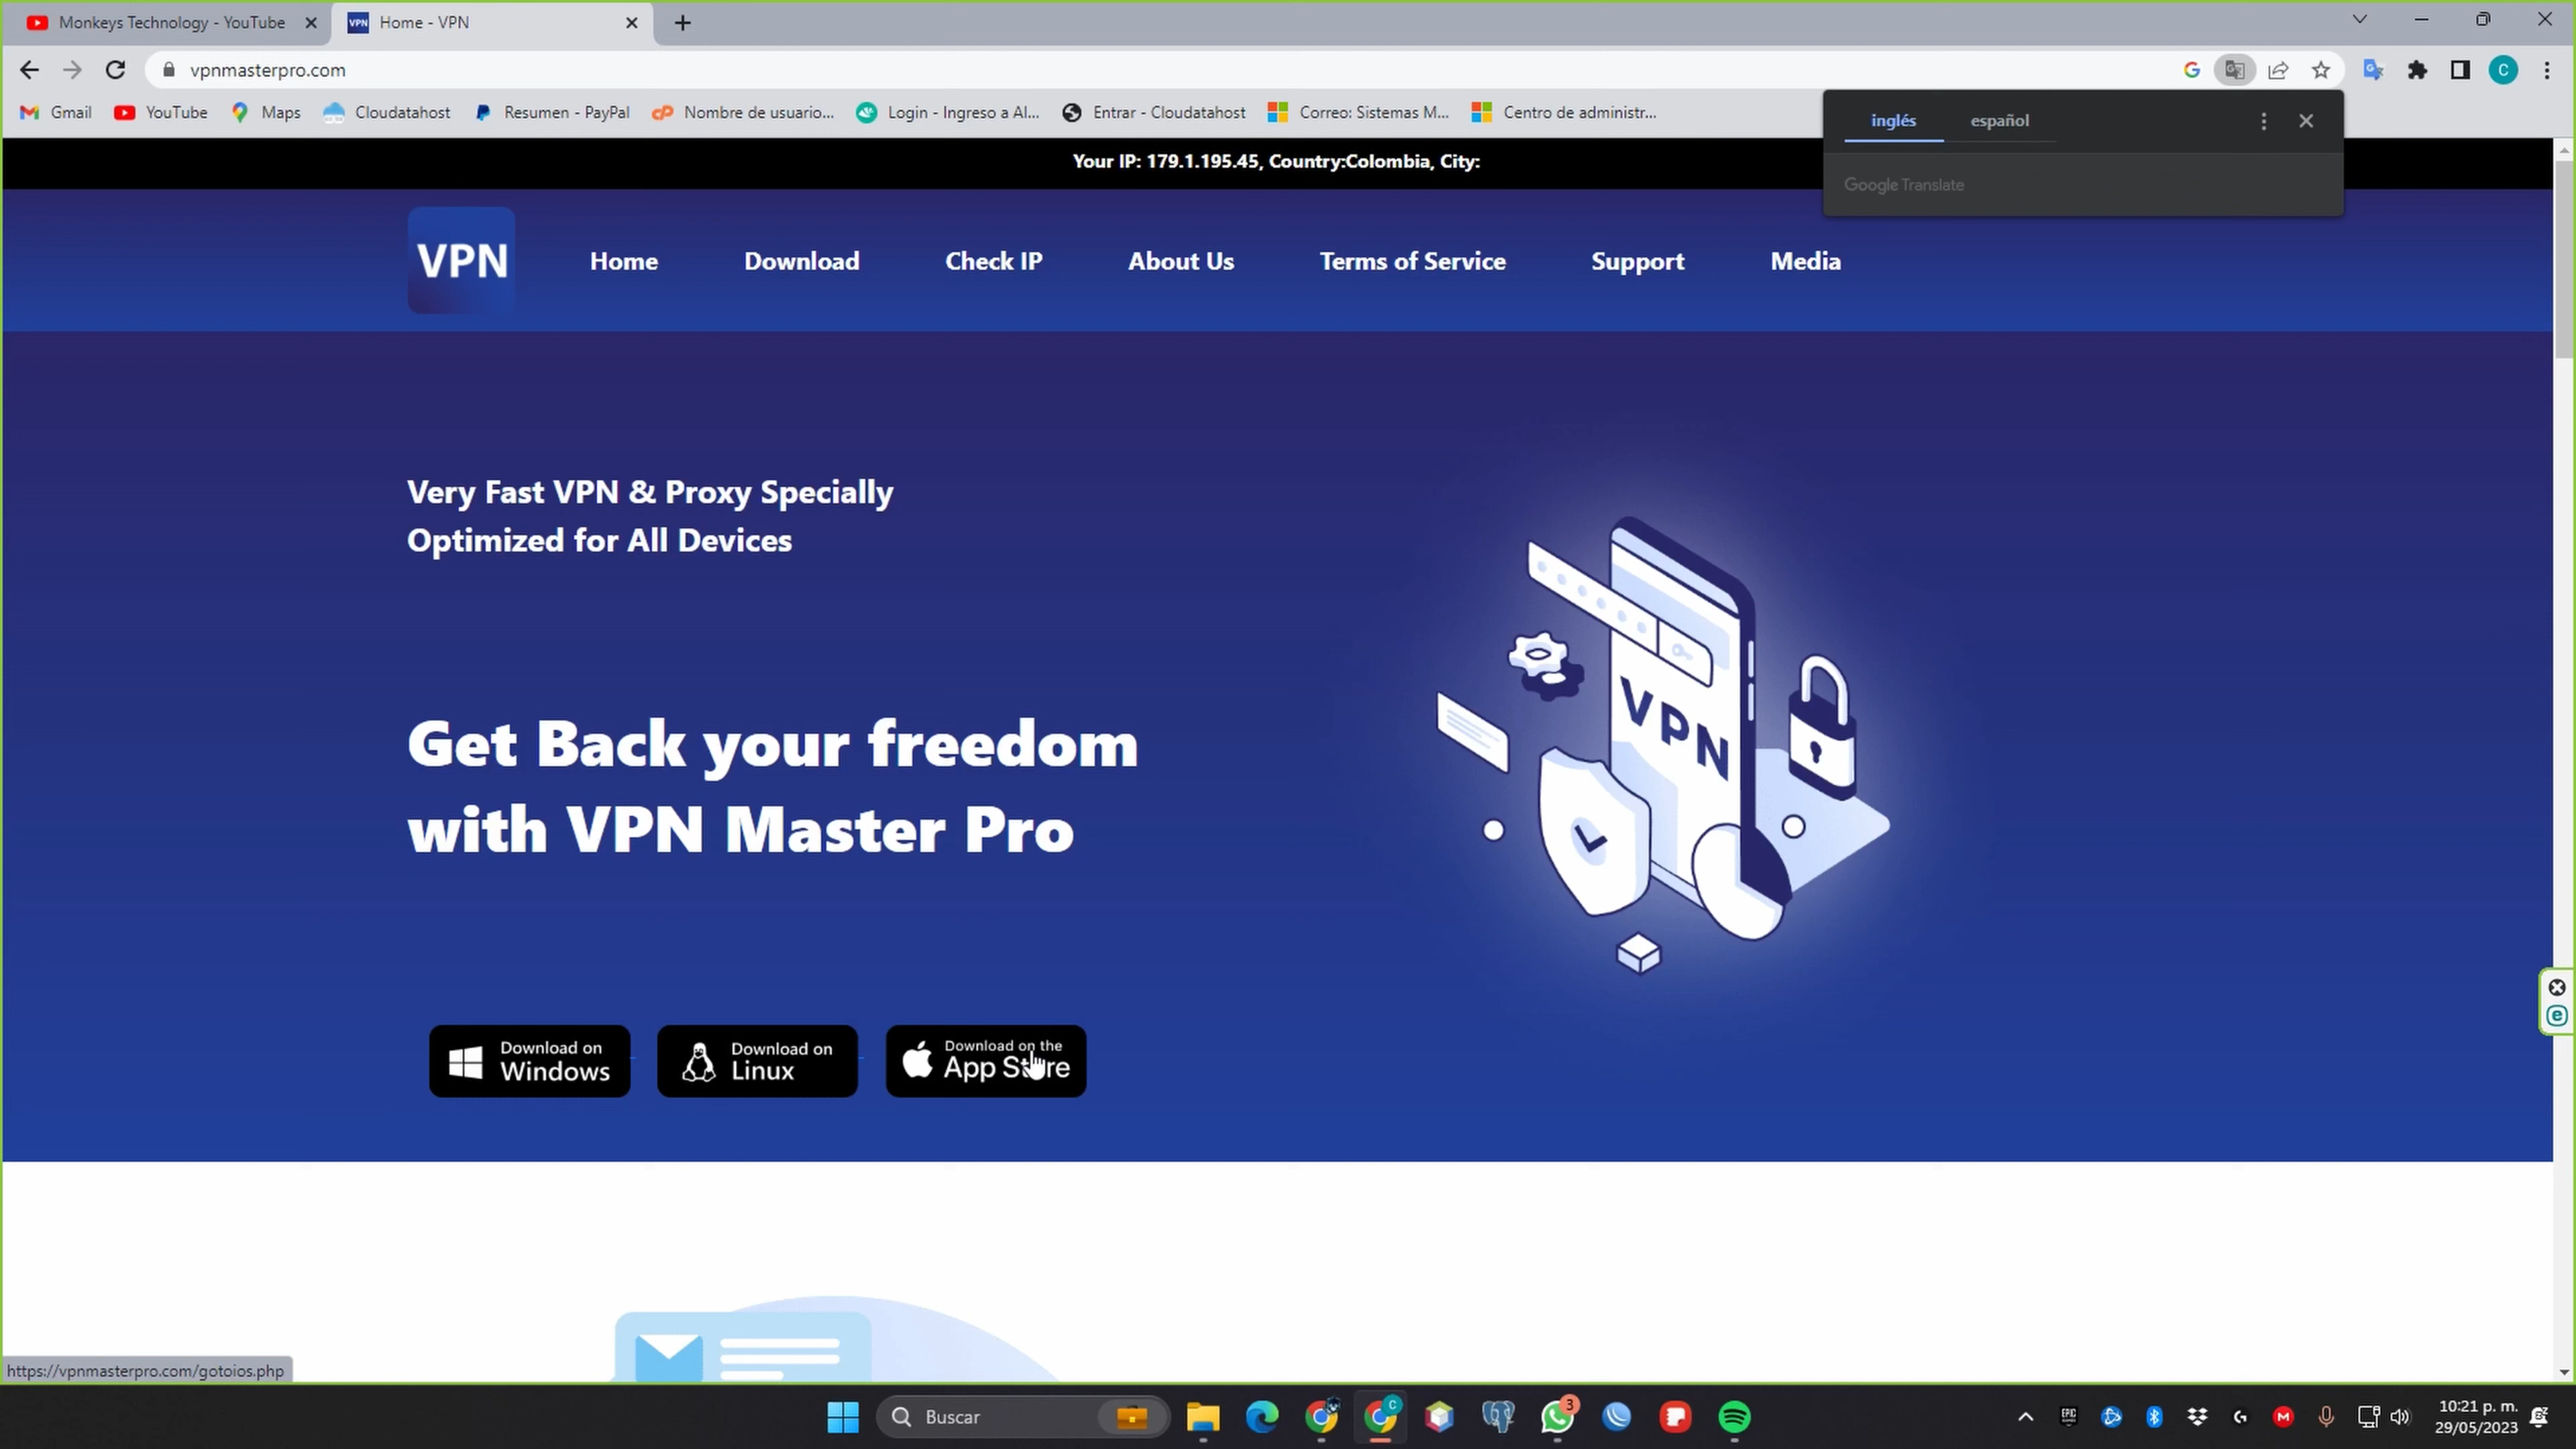 Monkeys Technology - YouTube
Home - VPN
vpnmasterpro.com
Gmail
YouTube
Maps
Cloudatahost
Resumen - PayPal
Nombre de usuario...
Login - Ingreso a Al...
Entrar - Cloudatahost
Correo: Sistemas M...
Centro de administr...
inglés
español
Google Translate
Your IP: 179.1.195.45, Country:Colombia, City:
VPN
Home
Download
Check IP
About Us
Terms of Service
Support
Media
Very Fast VPN & Proxy Specially
Optimized for All Devices
VPN
Get Back your freedom
with VPN Master Pro
Download on
Windows
Download on
Linux
Download on the
App Store
https://vpnmasterpro.com/gotoios.php
Buscar
3
10:21 p. m.
29/05/2023